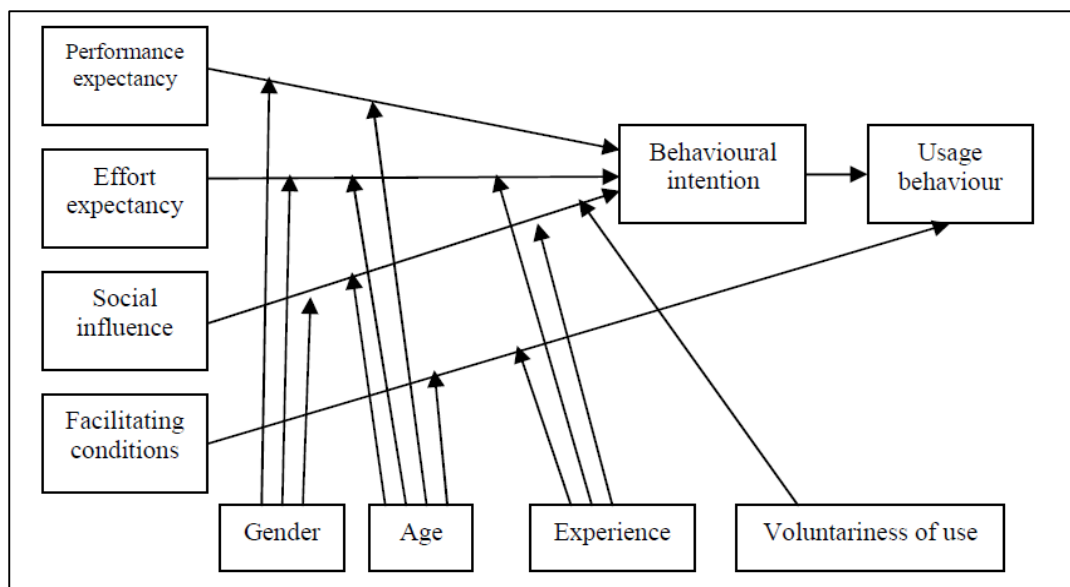 Performance
expectancy
Effort
expectancy
Social
influence
Facilitating
conditions
Behavioural
intention
Usage
behaviour
Gender
Age
Experience
Voluntariness of use